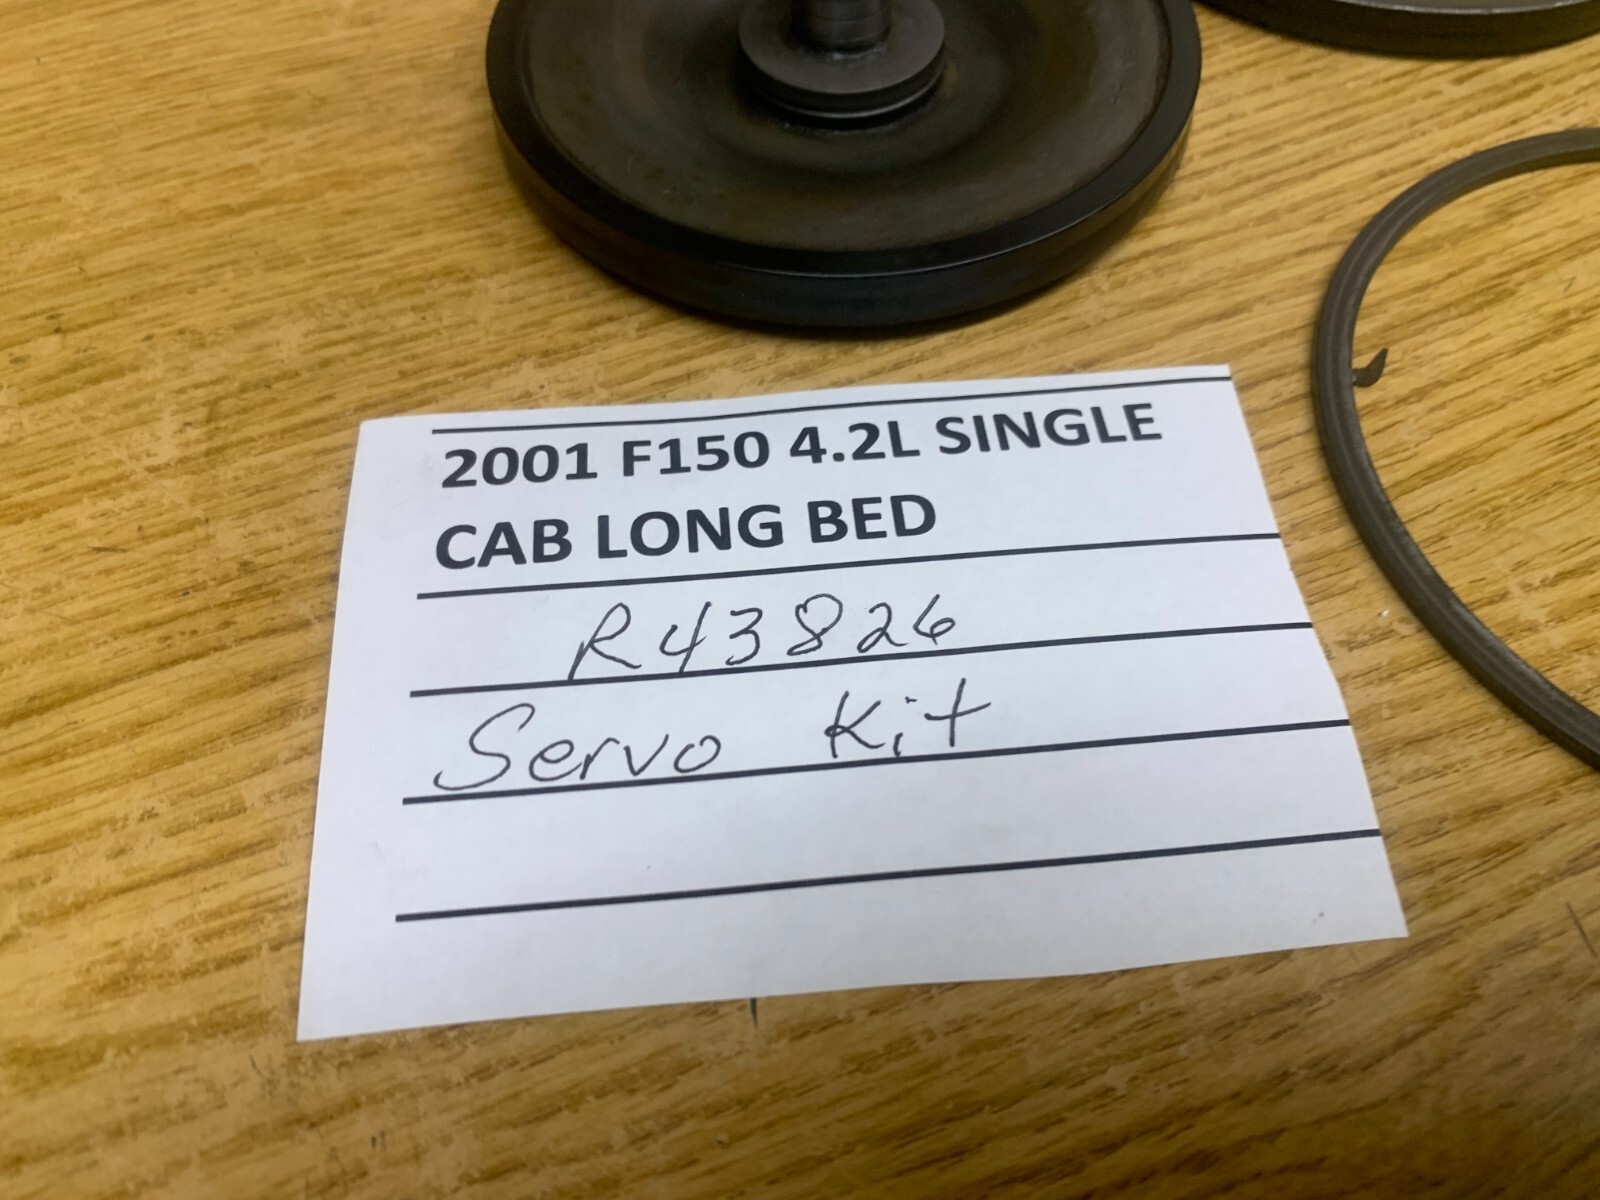 2001 F150 4.2L SINGLE
CAB LONG BED
R43826
Servo Kit